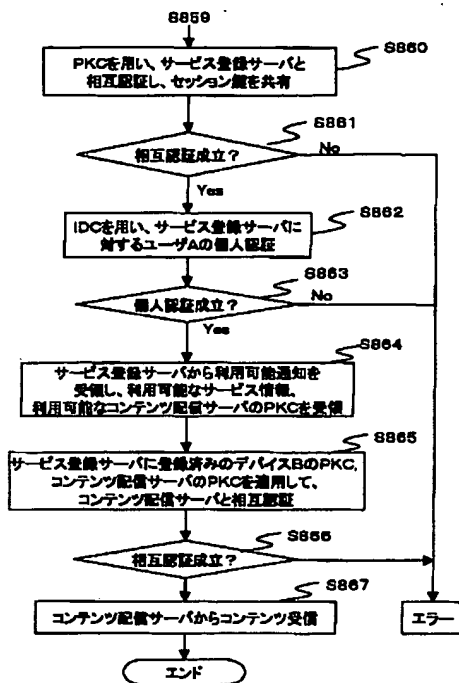 S859
PKCを用い、サービス登録サーバと
相互認証し、セッション鍵を共有
S860
相互認証成立？
S861
No
Yes
IDCを用い、サービス登録サーバに
対するユーザAの個人認証
S862
個人認証成立？
S863
No
Yes
サービス登録サーバから利用可能通知を
受領し、利用可能なサービス情報、
利用可能なコンテンツ配信サーバのPKCを受領
S864
サービス登録サーバに登録済みのデバイスBのPKC,
コンテンツ配信サーバのPKCを適用して、
コンテンツ配信サーバと相互認証
S865
相互認証成立？
S866
コンテンツ配信サーバからコンテンツ受信
S867
エラー
エンド